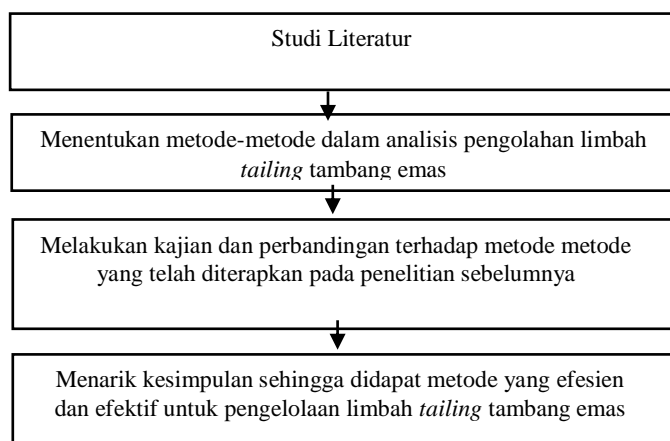 Studi Literatur
Menentukan metode-metode dalam analisis pengolahan limbah
tailing tambang emas
Melakukan kajian dan perbandingan terhadap metode metode
yang telah diterapkan pada penelitian sebelumnya
Menarik kesimpulan sehingga didapat metode yang efesien
dan efektif untuk pengelolaan limbah tailing tambang emas